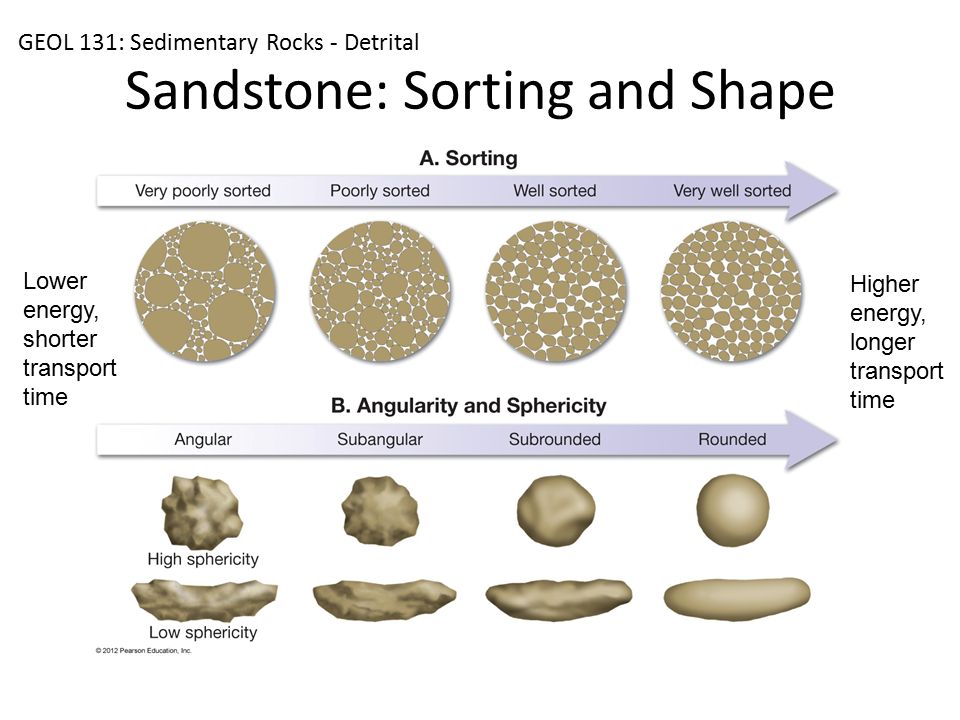 GEOL 131: Sedimentary Rocks - Detrital
Sandstone: Sorting and Shape
A. Sorting
Very poorly sorted
Poorly sorted
Well sorted
Very well sorted
Lower
energy,
shorter
transport
time
Higher
energy,
longer
transport
time
B. Angularity and Sphericity
Angular
Subangular
Subrounded
Rounded
High sphericity
Low sphericity
© 2012 Pearson Education, Inc.